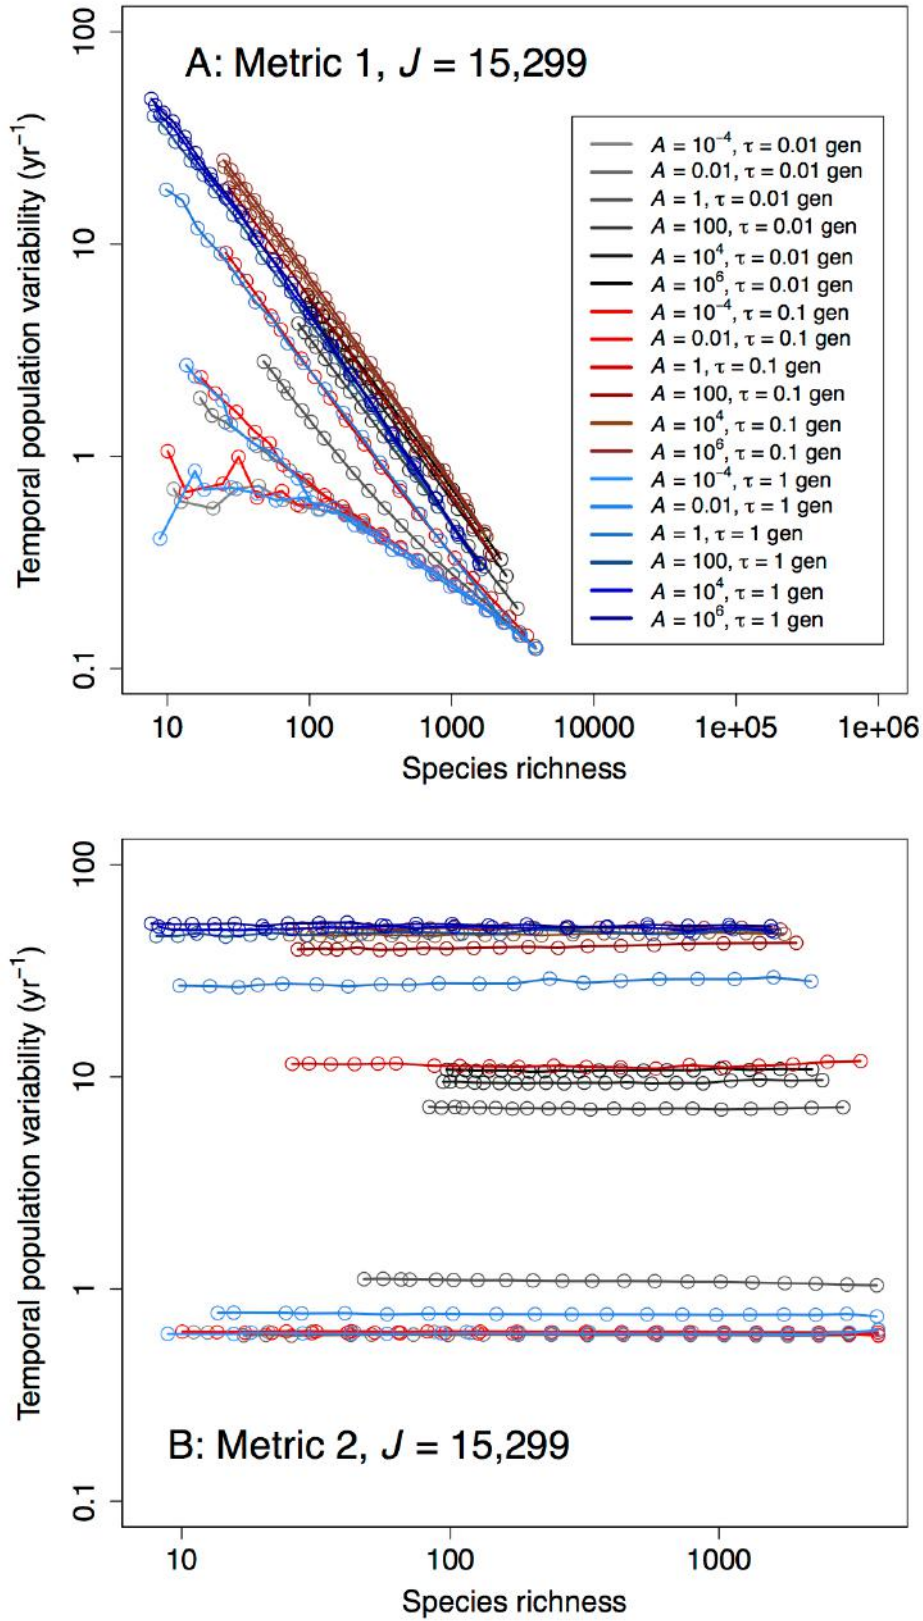 A: Metric 1, J = 15,299
Temporal population variability (yr⁻¹)
100
10
1
0.1
A = 10⁻⁴, τ = 0.01 gen
A = 0.01, τ = 0.01 gen
A = 1, τ = 0.01 gen
A = 100, τ = 0.01 gen
A = 10⁴, τ = 0.01 gen
A = 10⁶, τ = 0.01 gen
A = 10⁻⁴, τ = 0.1 gen
A = 0.01, τ = 0.1 gen
A = 1, τ = 0.1 gen
A = 100, τ = 0.1 gen
A = 10⁴, τ = 0.1 gen
A = 10⁶, τ = 0.1 gen
A = 10⁻⁴, τ = 1 gen
A = 0.01, τ = 1 gen
A = 1, τ = 1 gen
A = 100, τ = 1 gen
A = 10⁴, τ = 1 gen
A = 10⁶, τ = 1 gen
10 100 1000 10000 1e+05 1e+06
Species richness
Temporal population variability (yr⁻¹)
100
10
1
0.1
B: Metric 2, J = 15,299
10 100 1000
Species richness